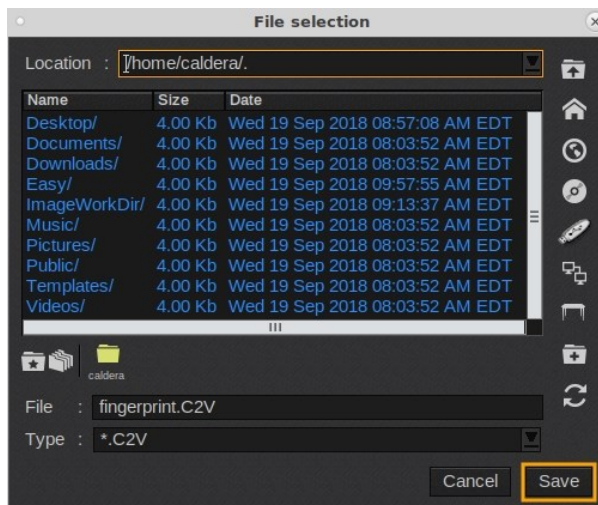 File selection
Location : /home/caldera/.
Name Size Date
Desktop/ 4.00 Kb Wed 19 Sep 2018 08:57:08 AM EDT
Documents/ 4.00 Kb Wed 19 Sep 2018 08:03:52 AM EDT
Downloads/ 4.00 Kb Wed 19 Sep 2018 08:03:52 AM EDT
Easy/ 4.00 Kb Wed 19 Sep 2018 09:57:55 AM EDT
ImageWorkDir/ 4.00 Kb Wed 19 Sep 2018 09:13:37 AM EDT
Music/ 4.00 Kb Wed 19 Sep 2018 08:03:52 AM EDT
Pictures/ 4.00 Kb Wed 19 Sep 2018 08:03:52 AM EDT
Public/ 4.00 Kb Wed 19 Sep 2018 08:03:52 AM EDT
Templates/ 4.00 Kb Wed 19 Sep 2018 08:03:52 AM EDT
Videos/ 4.00 Kb Wed 19 Sep 2018 08:03:52 AM EDT
caldera
File : fingerprint.C2V
Type : *.C2V
Cancel Save